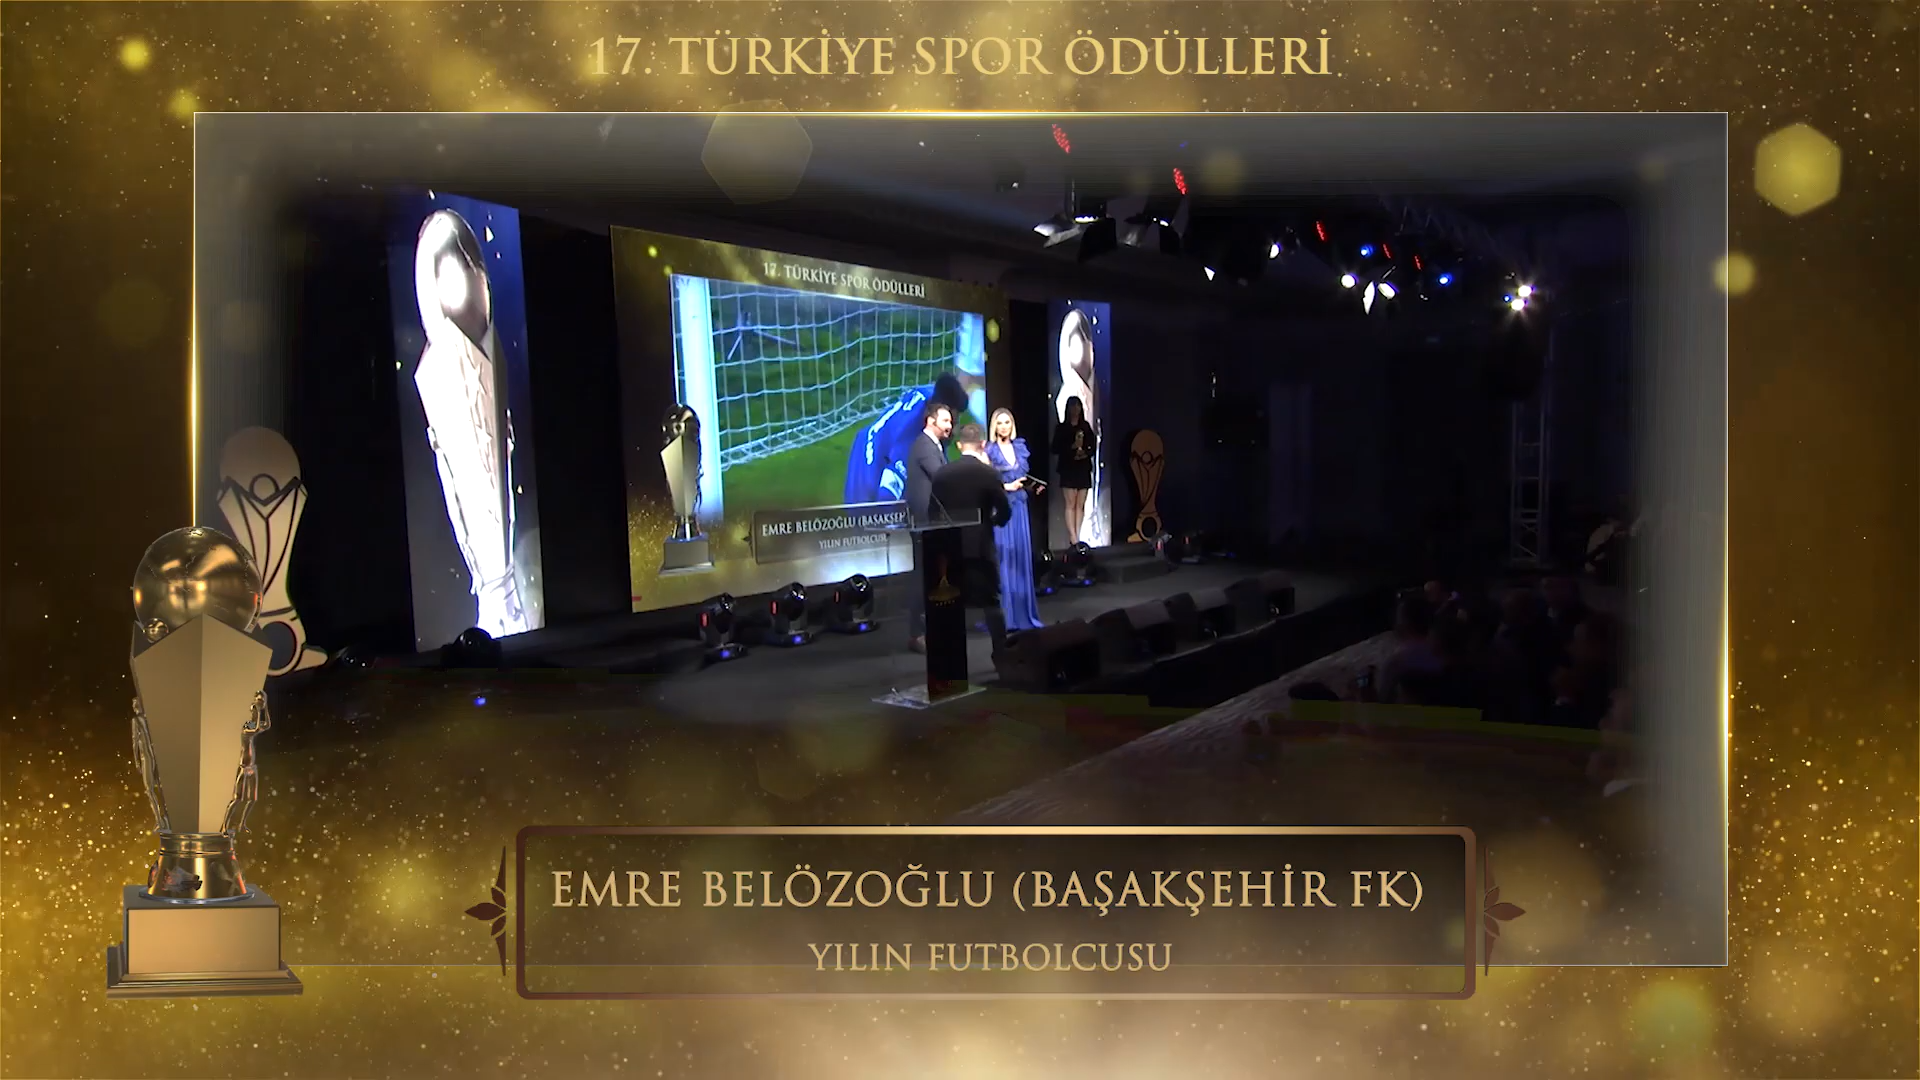 17. TÜRKİYE SPOR ÖDÜLLERİ
17. TÜRKİYE SPOR ÖDÜLLERİ
EMRE BELÖZOĞLU (BAŞAKŞEH
YILIN FUTBOLCUSU
EMRE BELÖZOĞLU (BAŞAKŞEHİR FK)
YILIN FUTBOLCUSU